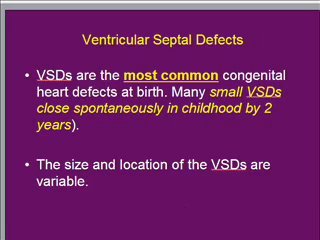 Ventricular Septal Defects
• VSDs are the most common congenital
heart defects at birth. Many small VSDs
close spontaneously in childhood by 2
years).
• The size and location of the VSDs are
variable.